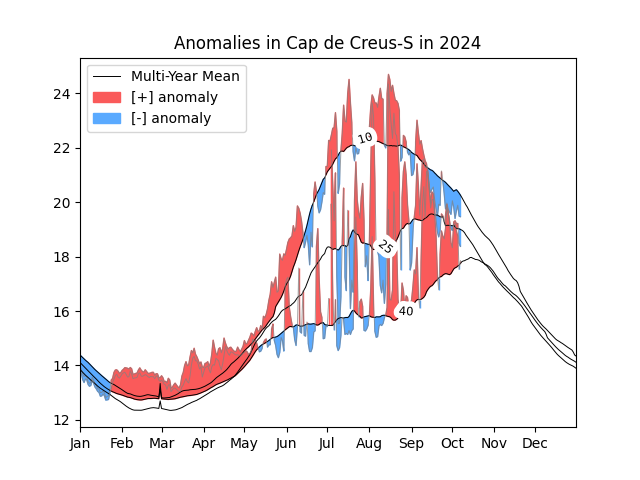 Anomalies in Cap de Creus-S in 2024
Multi-Year Mean
[+] anomaly
[-] anomaly
24
22
20
18
16
14
12
10
25
40
Jan Feb Mar Apr May Jun Jul Aug Sep Oct Nov Dec